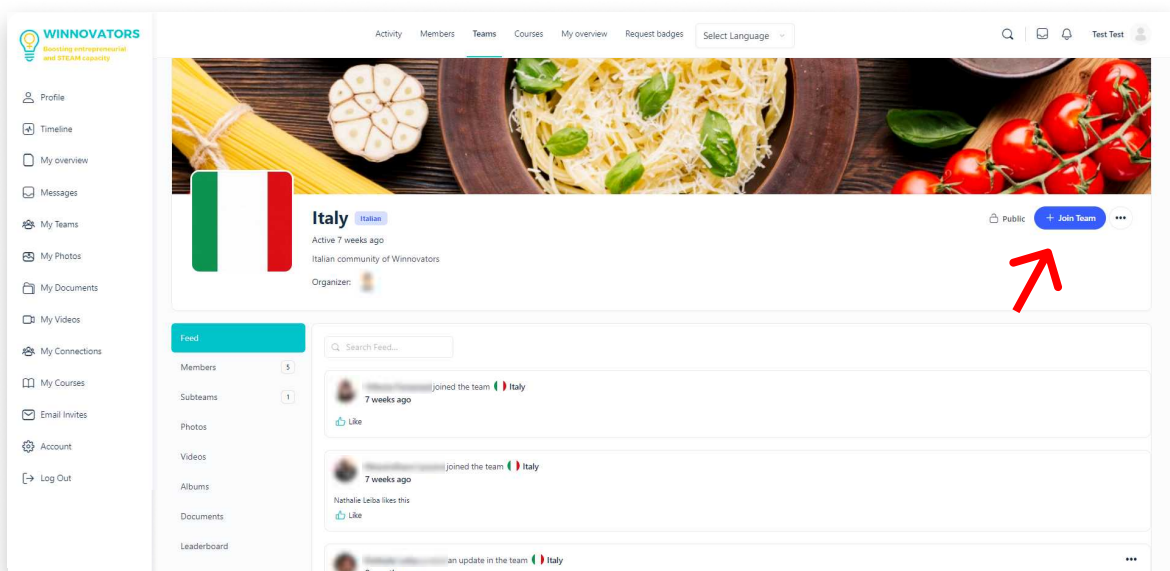 WINNOVATORS
Boosting entrepreneurial
and STEAM capacity
Activity Members Teams Courses My overview Request badges Select Language Test Test
Profile
Timeline
My overview
Messages
My Teams
My Photos
My Documents
My Videos
My Connections
My Courses
Email Invites
Account
Log Out
Italy Italian
Public + Join Team
Active 7 weeks ago
Italian community of Winnovators
Organizer:
Feed
Members 5
Subteams 1
Photos
Videos
Albums
Documents
Leaderboard
Search Feed...
joined the team Italy
7 weeks ago
Like
joined the team Italy
7 weeks ago
Nathalie Leiba likes this
Like
an update in the team Italy